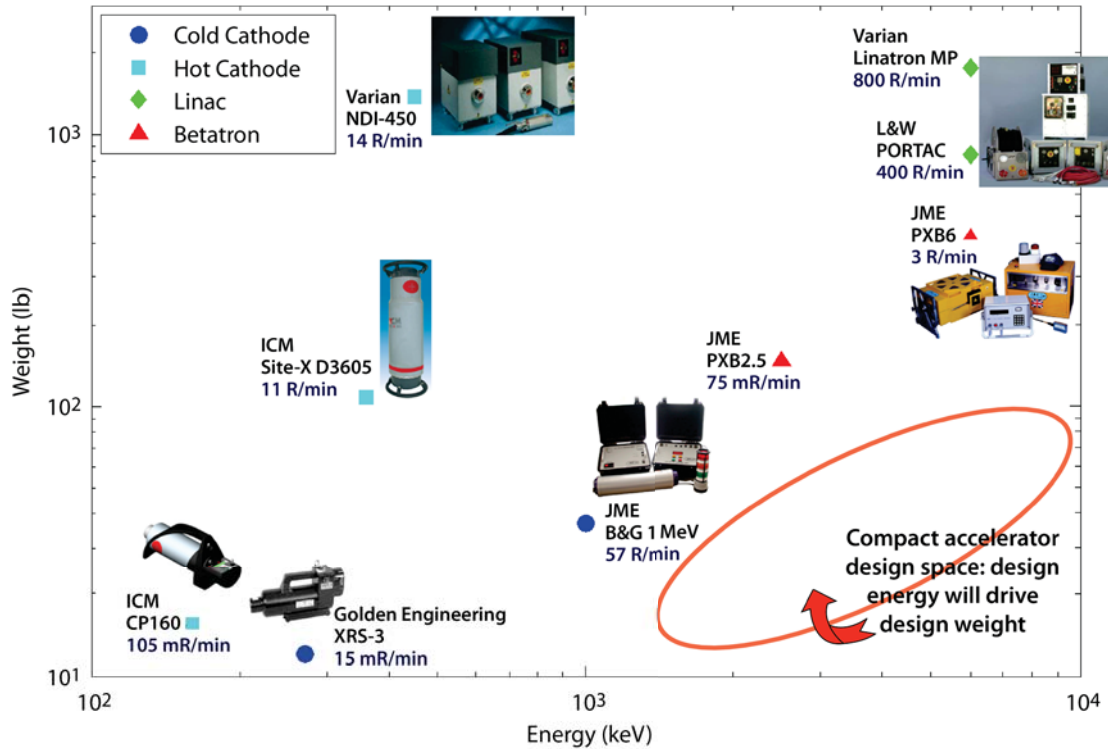 Cold Cathode
Hot Cathode
Linac
Betatron
Varian
NDI-450
14 R/min
Varian
Linatron MP
800 R/min
L&W
PORTAC
400 R/min
JME
PXB6
3 R/min
ICM
Site-X D3605
11 R/min
JME
PXB2.5
75 mR/min
JME
B&G 1 MeV
57 R/min
ICM
CP160
105 mR/min
Golden Engineering
XRS-3
15 mR/min
Compact accelerator
design space: design
energy will drive
design weight
Weight (lb)
10³
10²
10¹
10²
10³
10⁴
Energy (keV)